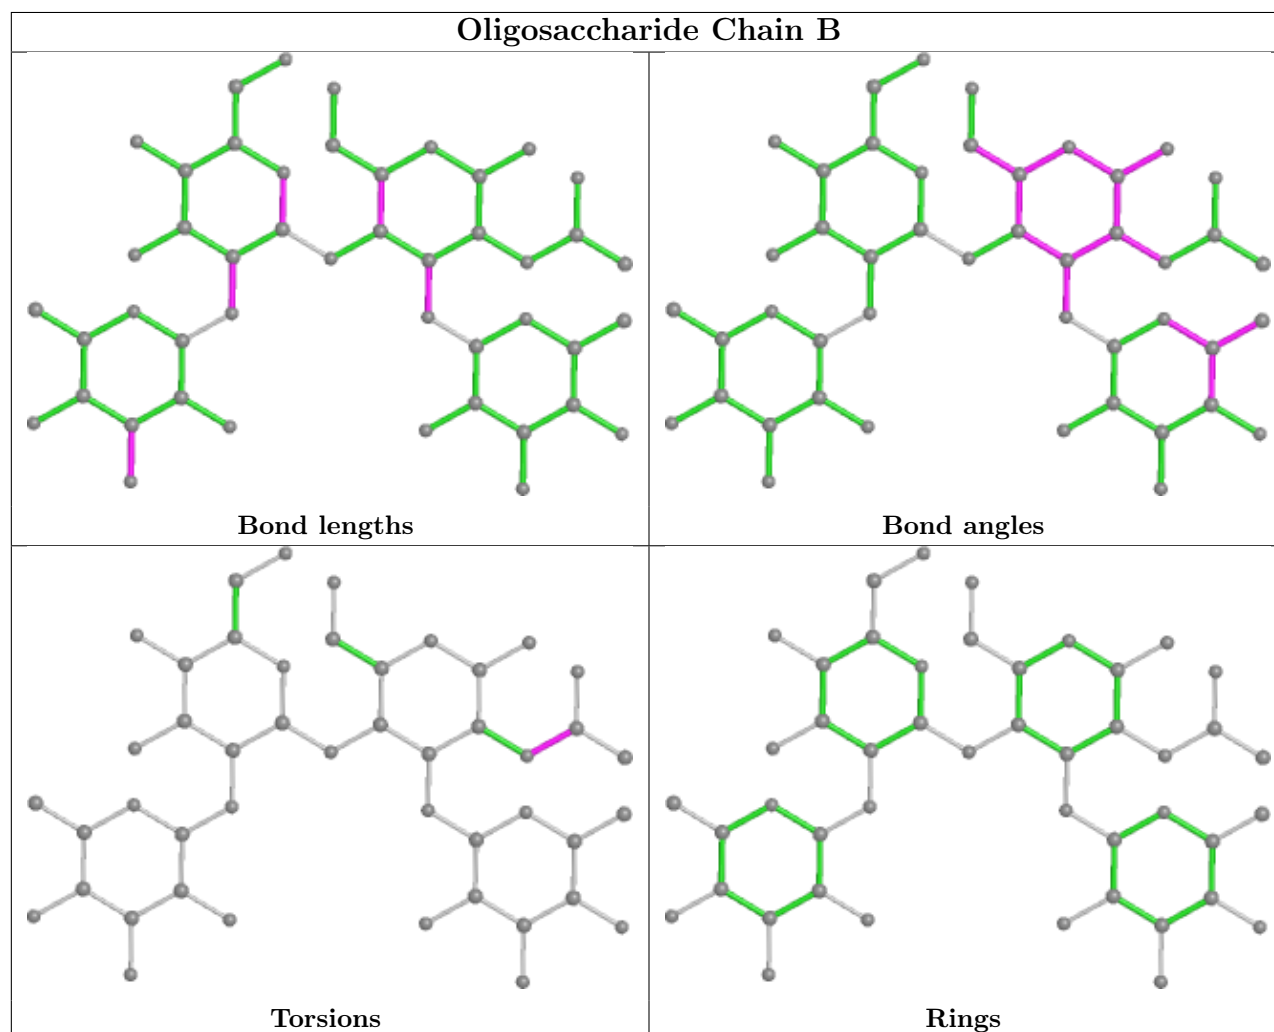 Oligosaccharide Chain B
Bond lengths
Bond angles
Torsions
Rings